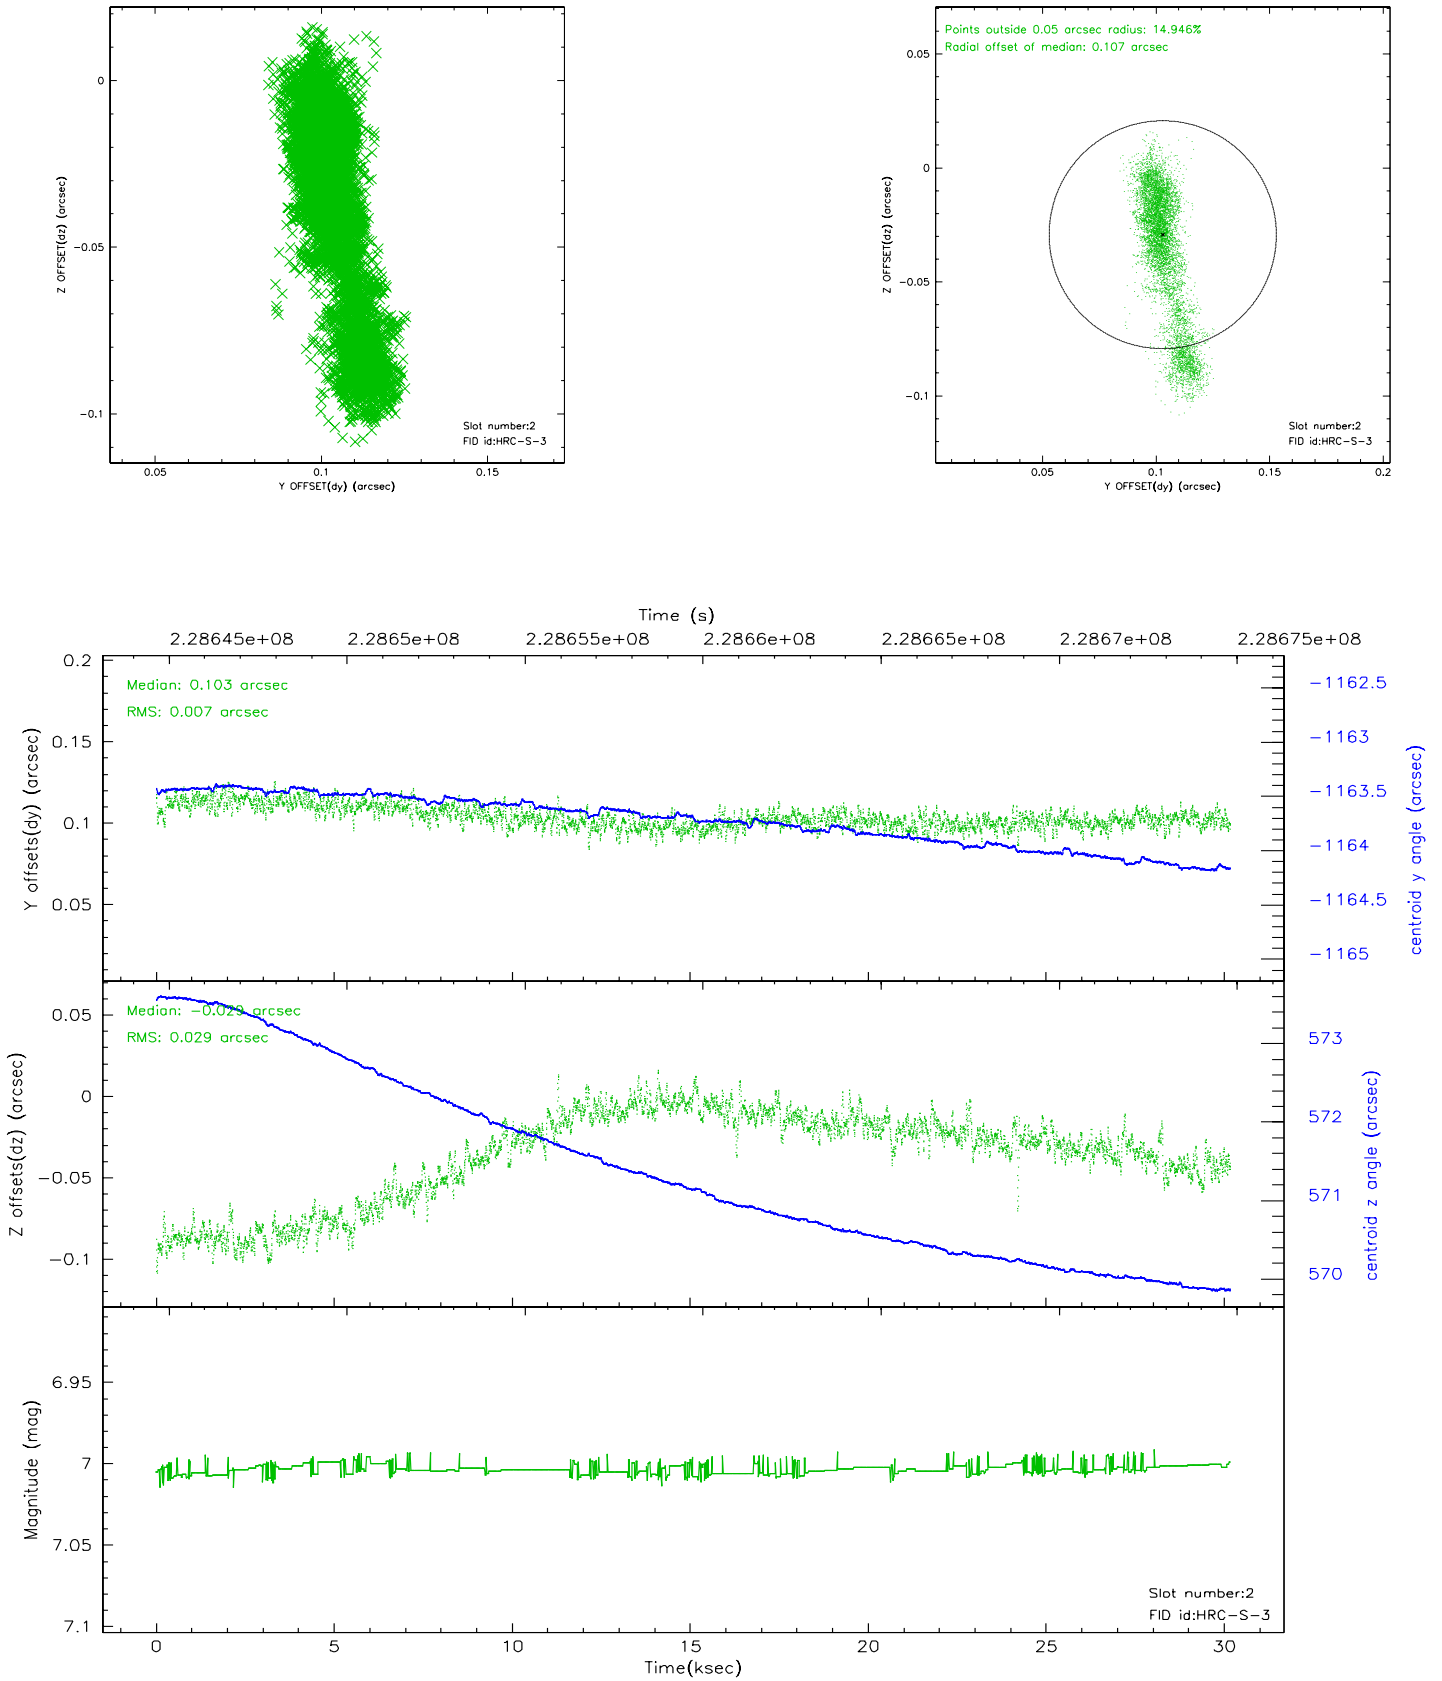 0
−0.05
−0.1
Z OFFSET(dz) (arcsec)
0.05
0.1
0.15
Y OFFSET(dy) (arcsec)
Slot number:2
FID id:HRC−S−3
Points outside 0.05 arcsec radius: 14.946%
Radial offset of median: 0.107 arcsec
0.05
0
−0.05
−0.1
Z OFFSET(dz) (arcsec)
0.05
0.1
0.15
0.2
Y OFFSET(dy) (arcsec)
Slot number:2
FID id:HRC−S−3
Time (s)
2.28645e+08
2.2865e+08
2.28655e+08
2.2866e+08
2.28665e+08
2.2867e+08
2.28675e+08
0.2
0.15
0.1
0.05
Y offsets(dy) (arcsec)
Median: 0.103 arcsec
RMS: 0.007 arcsec
−1162.5
−1163
−1163.5
−1164
−1164.5
−1165
centroid y angle (arcsec)
0.05
0
−0.05
−0.1
Z offsets(dz) (arcsec)
Median: −0.029 arcsec
RMS: 0.029 arcsec
573
572
571
570
centroid z angle (arcsec)
6.95
7
7.05
7.1
Magnitude (mag)
Slot number:2
FID id:HRC−S−3
0
5
10
15
20
25
30
Time(ksec)